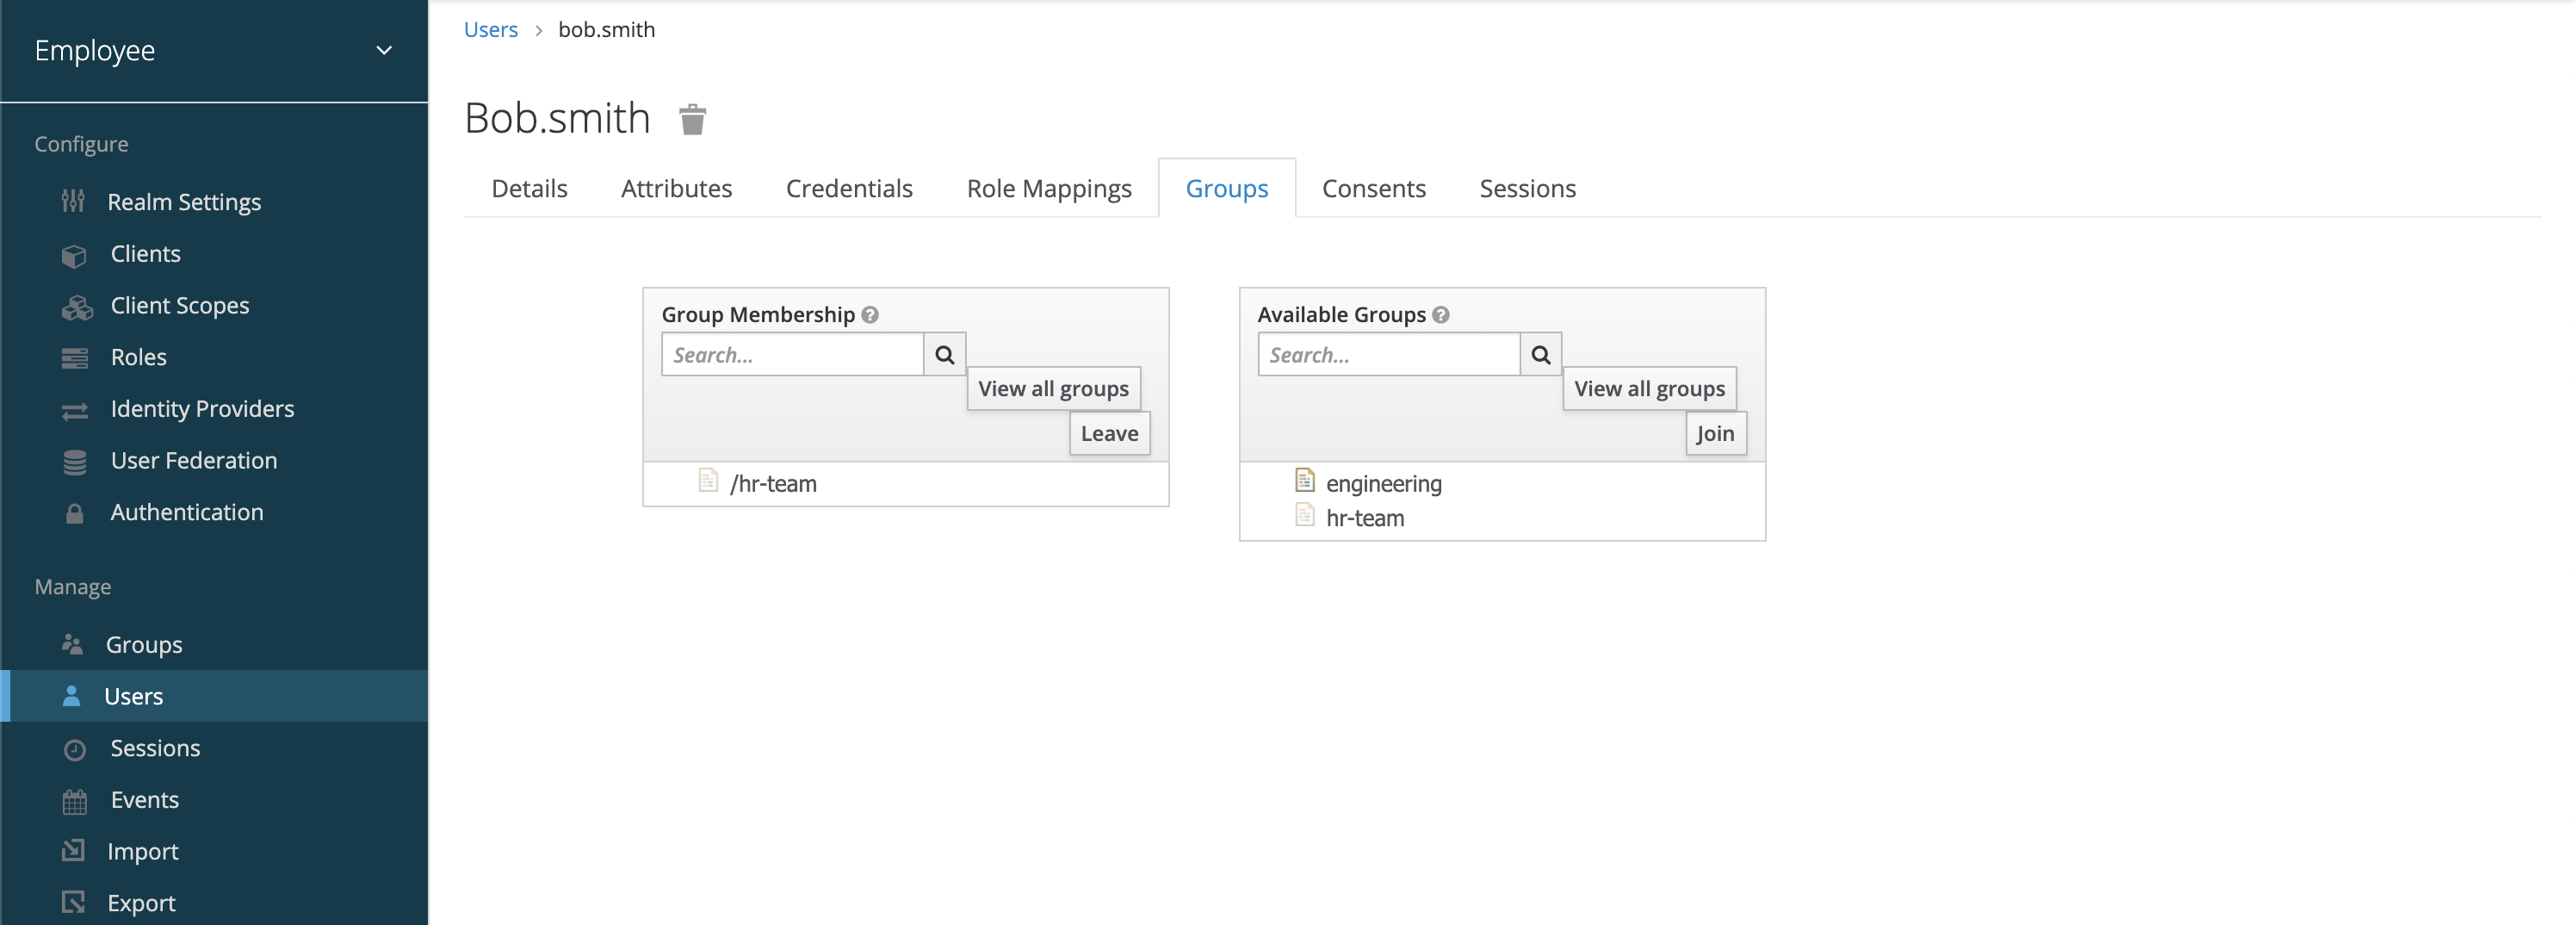 Employee
Configure
Realm Settings
Clients
Client Scopes
Roles
Identity Providers
User Federation
Authentication
Manage
Groups
Users
Sessions
Events
Import
Export
Users > bob.smith
Bob.smith
Details Attributes Credentials Role Mappings Groups Consents Sessions
Group Membership
Search...
View all groups
Leave
/hr-team
Available Groups
Search...
View all groups
Join
engineering
hr-team